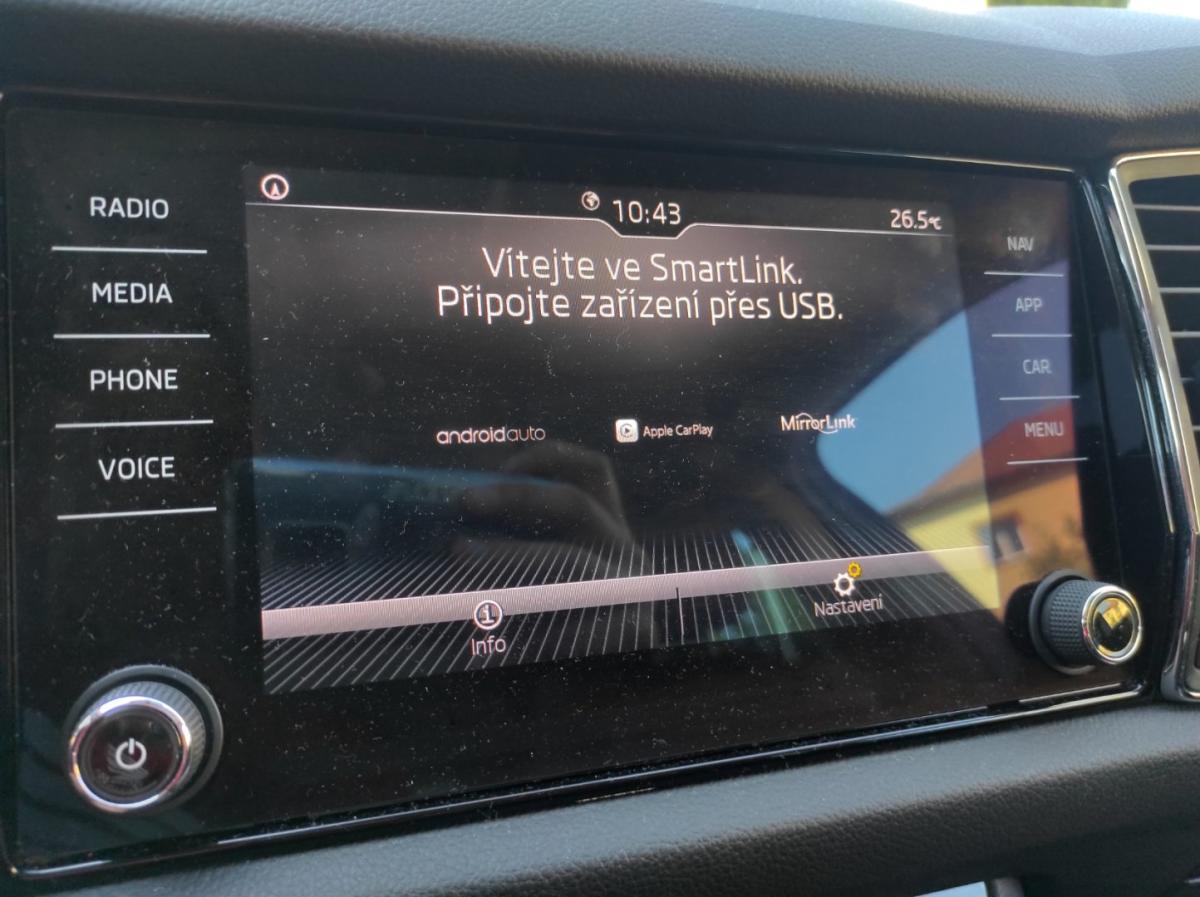 RADIO
MEDIA
PHONE
VOICE
10:43
26.5°C
Vítejte ve SmartLink.
Připojte zařízení přes USB.
androidauto
Apple CarPlay
MirrorLink
Info
Nastavení
NAV
APP
CAR
MENU